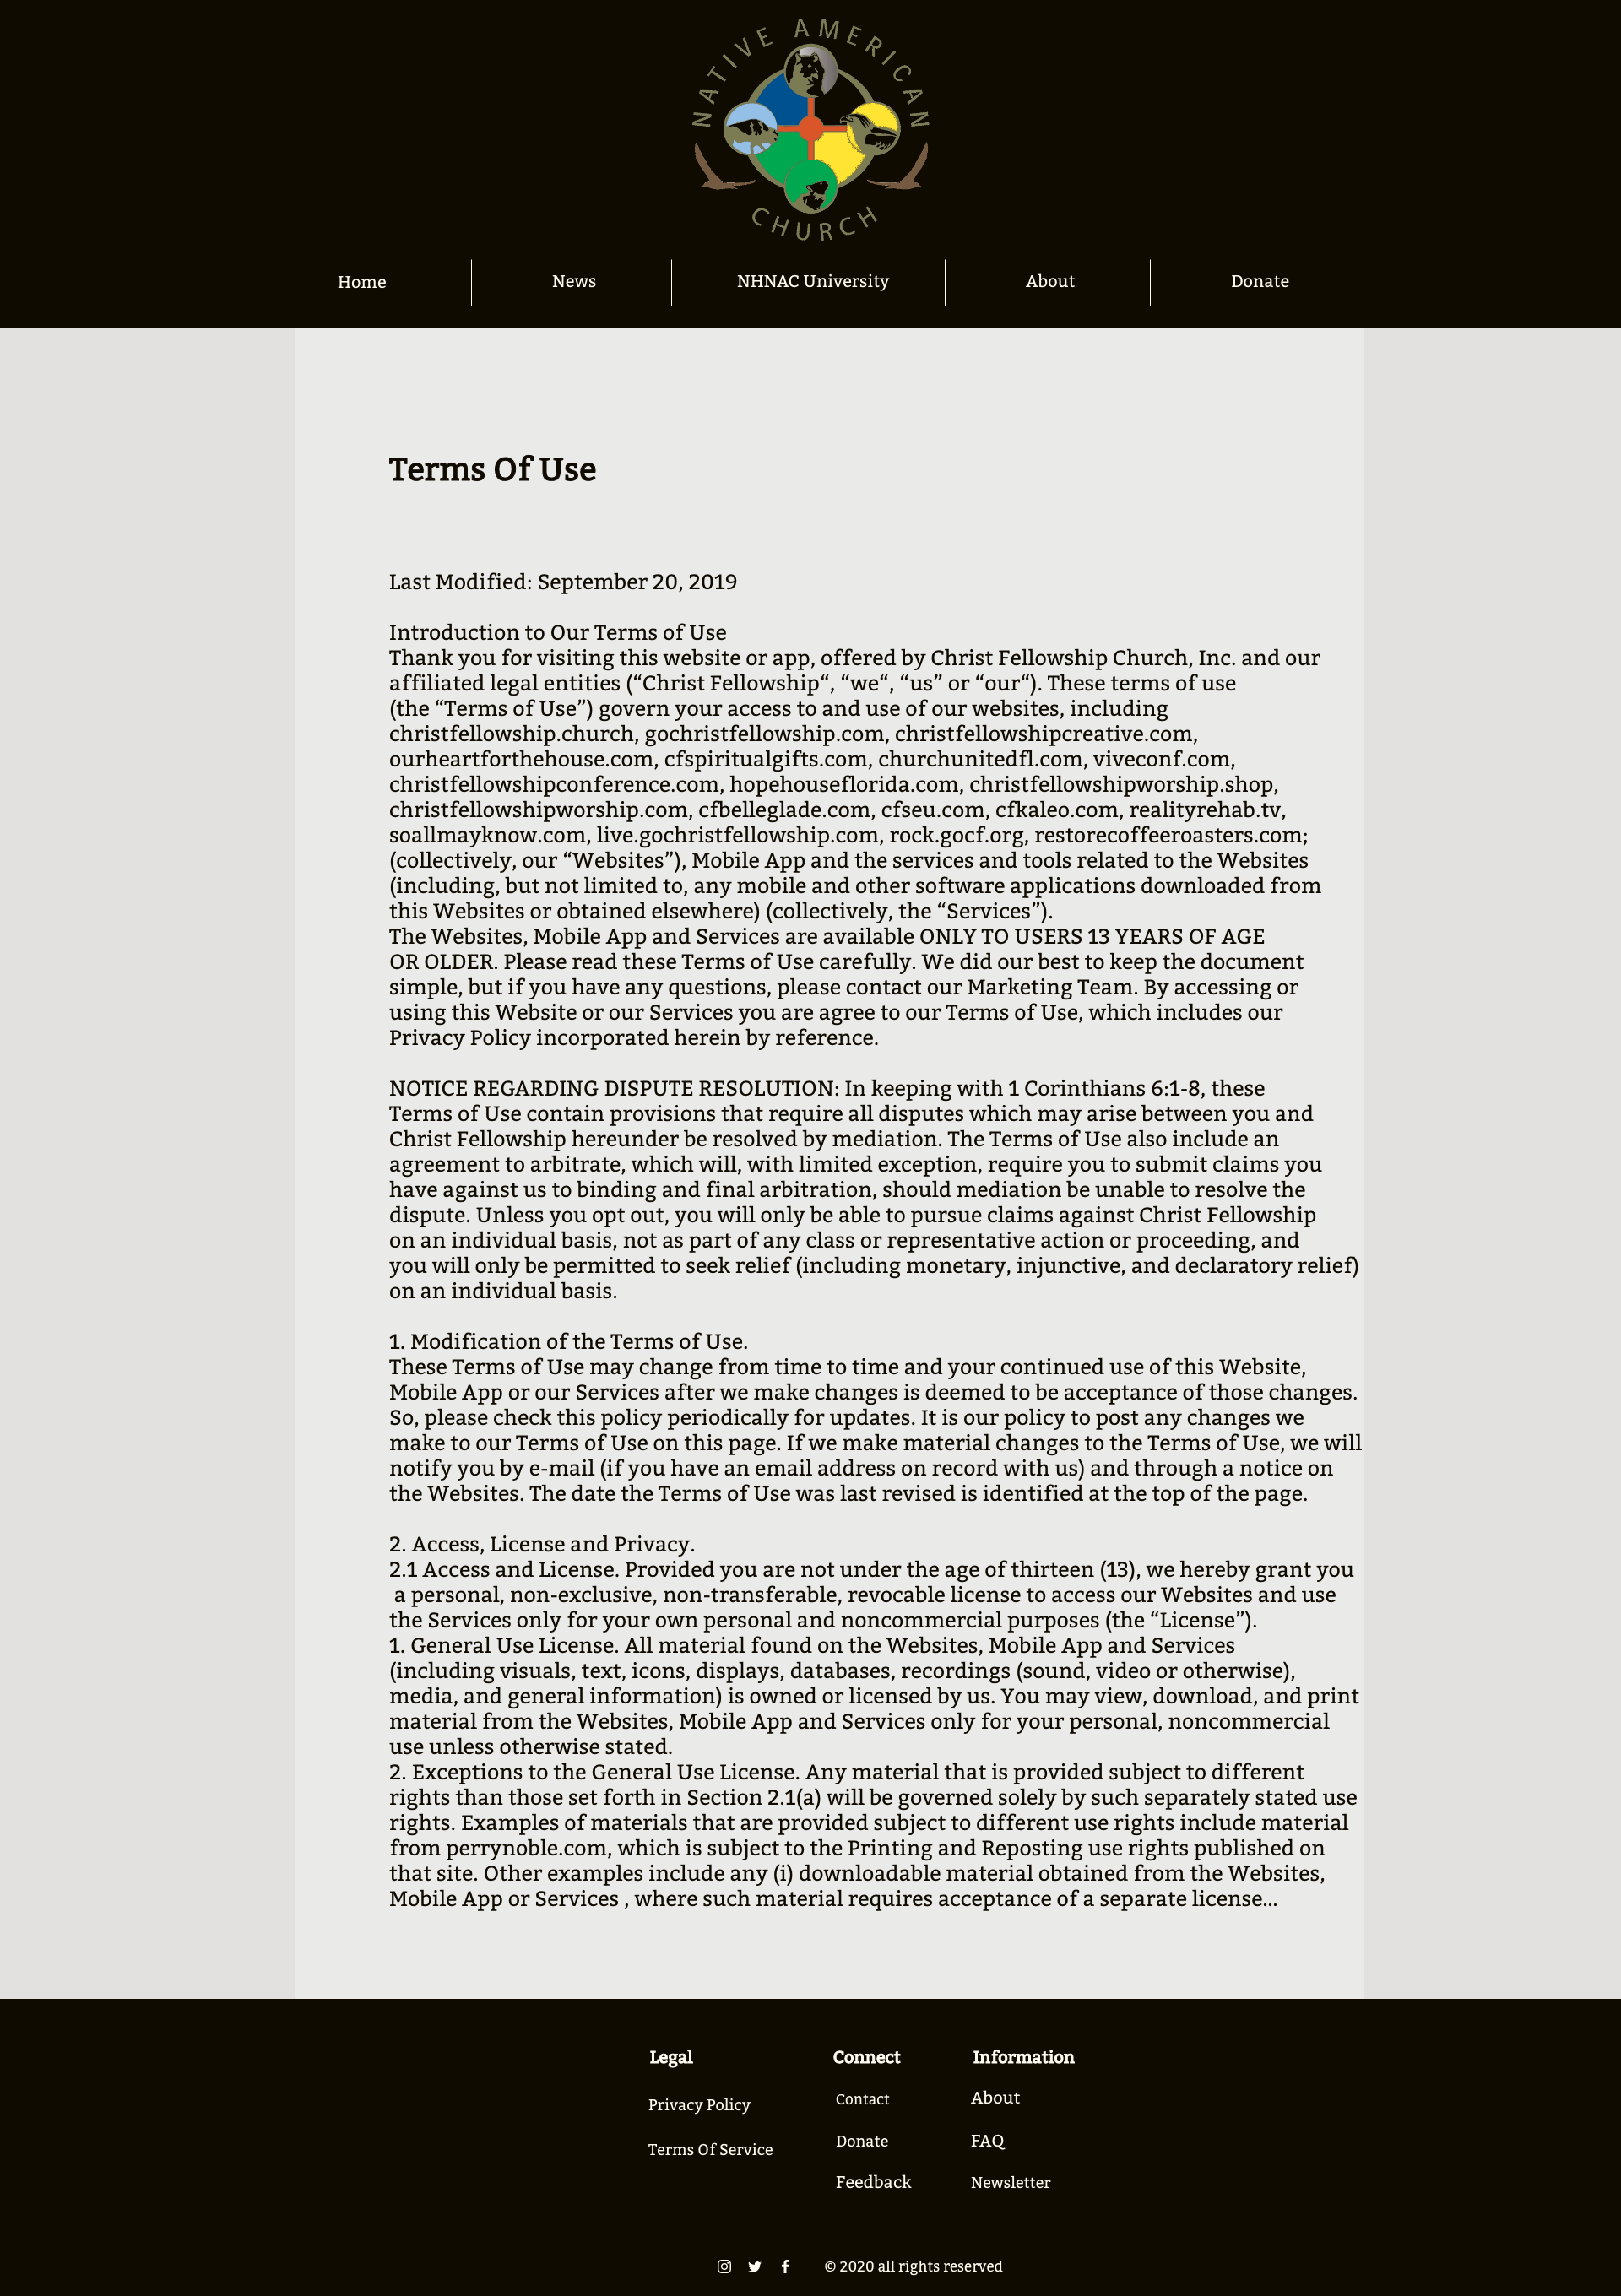 NATIVE AMERICAN
CHURCH
Home
News
NHNAC University
About
Donate
Terms Of Use
Last Modified: September 20, 2019
Introduction to Our Terms of Use
Thank you for visiting this website or app, offered by Christ Fellowship Church, Inc. and our
affiliated legal entities (“Christ Fellowship“, “we“, “us” or “our“). These terms of use
(the “Terms of Use”) govern your access to and use of our websites, including
christfellowship.church, gochristfellowship.com, christfellowshipcreative.com,
ourheartforthehouse.com, cfspiritualgifts.com, churchunitedfl.com, viveconf.com,
christfellowshipconference.com, hopehouseflorida.com, christfellowshipworship.shop,
christfellowshipworship.com, cfbelleglade.com, cfseu.com, cfkaleo.com, realityrehab.tv,
soallmayknow.com, live.gochristfellowship.com, rock.gocf.org, restorecoffeeroasters.com;
(collectively, our “Websites”), Mobile App and the services and tools related to the Websites
(including, but not limited to, any mobile and other software applications downloaded from
this Websites or obtained elsewhere) (collectively, the “Services”).
The Websites, Mobile App and Services are available ONLY TO USERS 13 YEARS OF AGE
OR OLDER. Please read these Terms of Use carefully. We did our best to keep the document
simple, but if you have any questions, please contact our Marketing Team. By accessing or
using this Website or our Services you are agree to our Terms of Use, which includes our
Privacy Policy incorporated herein by reference.
NOTICE REGARDING DISPUTE RESOLUTION: In keeping with 1 Corinthians 6:1-8, these
Terms of Use contain provisions that require all disputes which may arise between you and
Christ Fellowship hereunder be resolved by mediation. The Terms of Use also include an
agreement to arbitrate, which will, with limited exception, require you to submit claims you
have against us to binding and final arbitration, should mediation be unable to resolve the
dispute. Unless you opt out, you will only be able to pursue claims against Christ Fellowship
on an individual basis, not as part of any class or representative action or proceeding, and
you will only be permitted to seek relief (including monetary, injunctive, and declaratory relief)
on an individual basis.
1. Modification of the Terms of Use.
These Terms of Use may change from time to time and your continued use of this Website,
Mobile App or our Services after we make changes is deemed to be acceptance of those changes.
So, please check this policy periodically for updates. It is our policy to post any changes we
make to our Terms of Use on this page. If we make material changes to the Terms of Use, we will
notify you by e-mail (if you have an email address on record with us) and through a notice on
the Websites. The date the Terms of Use was last revised is identified at the top of the page.
2. Access, License and Privacy.
2.1 Access and License. Provided you are not under the age of thirteen (13), we hereby grant you
a personal, non-exclusive, non-transferable, revocable license to access our Websites and use
the Services only for your own personal and noncommercial purposes (the “License”).
1. General Use License. All material found on the Websites, Mobile App and Services
(including visuals, text, icons, displays, databases, recordings (sound, video or otherwise),
media, and general information) is owned or licensed by us. You may view, download, and print
material from the Websites, Mobile App and Services only for your personal, noncommercial
use unless otherwise stated.
2. Exceptions to the General Use License. Any material that is provided subject to different
rights than those set forth in Section 2.1(a) will be governed solely by such separately stated use
rights. Examples of materials that are provided subject to different use rights include material
from perrynoble.com, which is subject to the Printing and Reposting use rights published on
that site. Other examples include any (i) downloadable material obtained from the Websites,
Mobile App or Services , where such material requires acceptance of a separate license...
Legal
Privacy Policy
Terms Of Service
Connect
Contact
Donate
Feedback
Information
About
FAQ
Newsletter
© 2020 all rights reserved